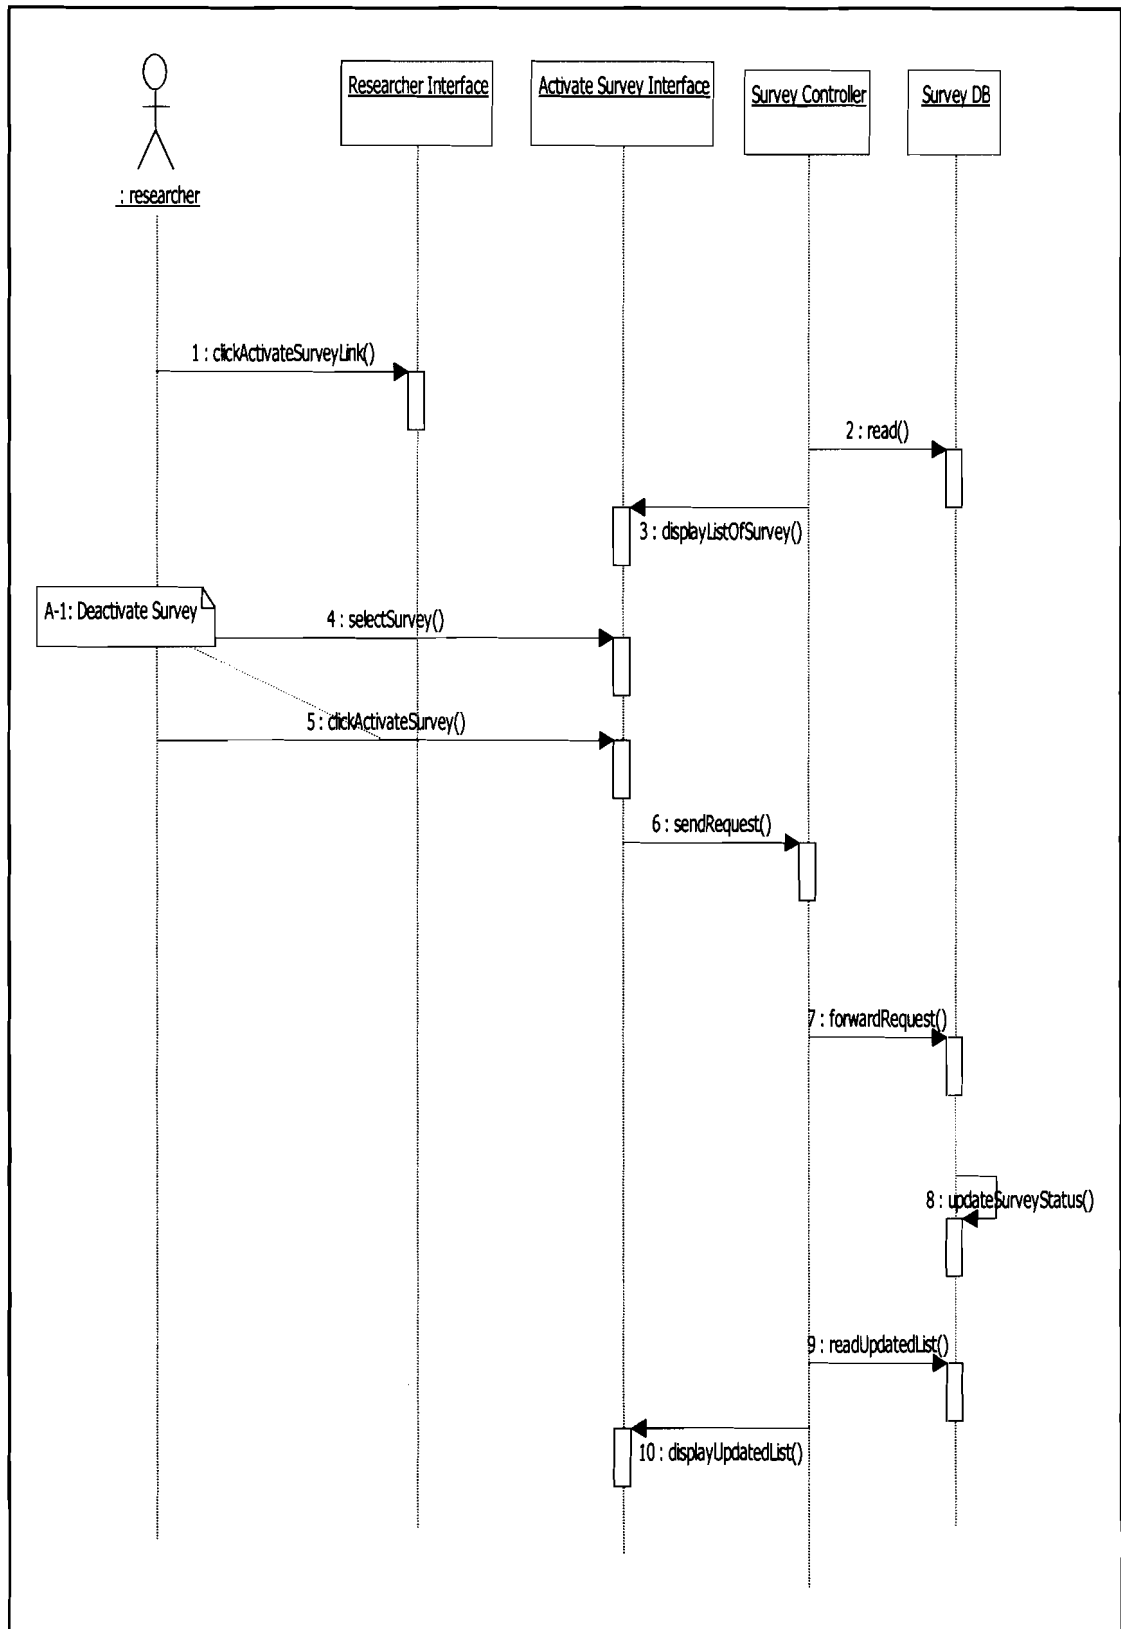 Researcher Interface
Activate Survey Interface
Survey Controller
Survey DB
: researcher
1 : clickActivateSurveyLink()
2 : read()
3 : displayListOfSurvey()
A-1: Deactivate Survey
4 : selectSurvey()
5 : clickActivateSurvey()
6 : sendRequest()
7 : forwardRequest()
8 : updateSurveyStatus()
9 : readUpdatedList()
10 : displayUpdatedList()